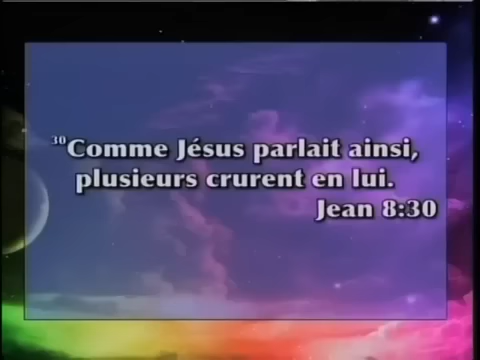 30Comme Jésus parlait ainsi,
plusieurs crurent en lui.
Jean 8:30